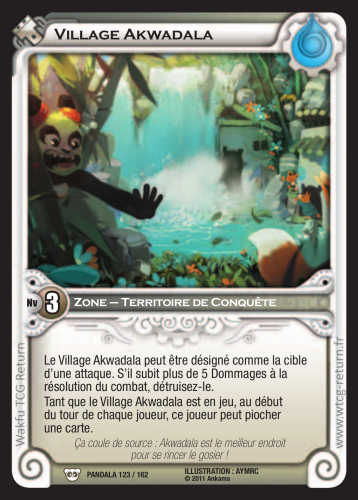 Village Akwadala
Nv 3 Zone – Territoire de Conquête
Le Village Akwadala peut être désigné comme la cible
d'une attaque. S'il subit plus de 5 Dommages à la
résolution du combat, détruisez-le.
Tant que le Village Akwadala est en jeu, au début
du tour de chaque joueur, ce joueur peut piocher
une carte.
Ça coule de source : Akwadala est le meilleur endroit
pour se rincer le gosier !
Wakfu TCG Return
www.wtcg-return.fr
PANDALA 123 / 162
ILLUSTRATION : AYMRC
© 2011 Ankama